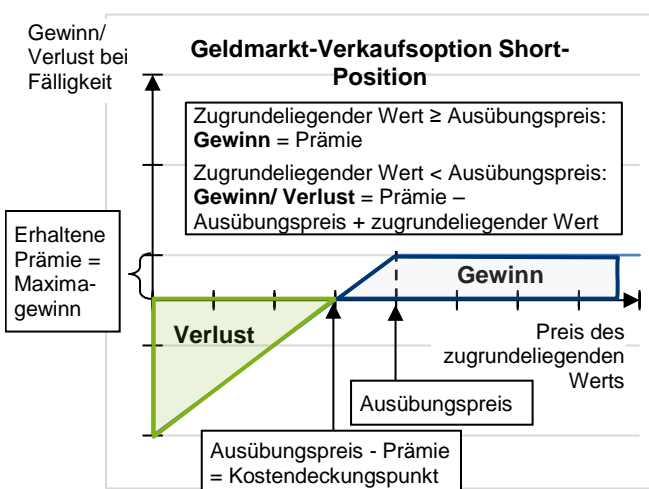 Gewinn/
Verlust bei
Fälligkeit
Geldmarkt-Verkaufsoption Short-
Position
Zugrundeliegender Wert ≥ Ausübungspreis:
Gewinn = Prämie
Zugrundeliegender Wert < Ausübungspreis:
Gewinn/ Verlust = Prämie –
Ausübungspreis + zugrundeliegender Wert
Erhaltene
Prämie =
Maxima-
gewinn
Gewinn
Verlust
Preis des
zugrundeliegenden
Werts
Ausübungspreis
Ausübungspreis - Prämie
= Kostendeckungspunkt